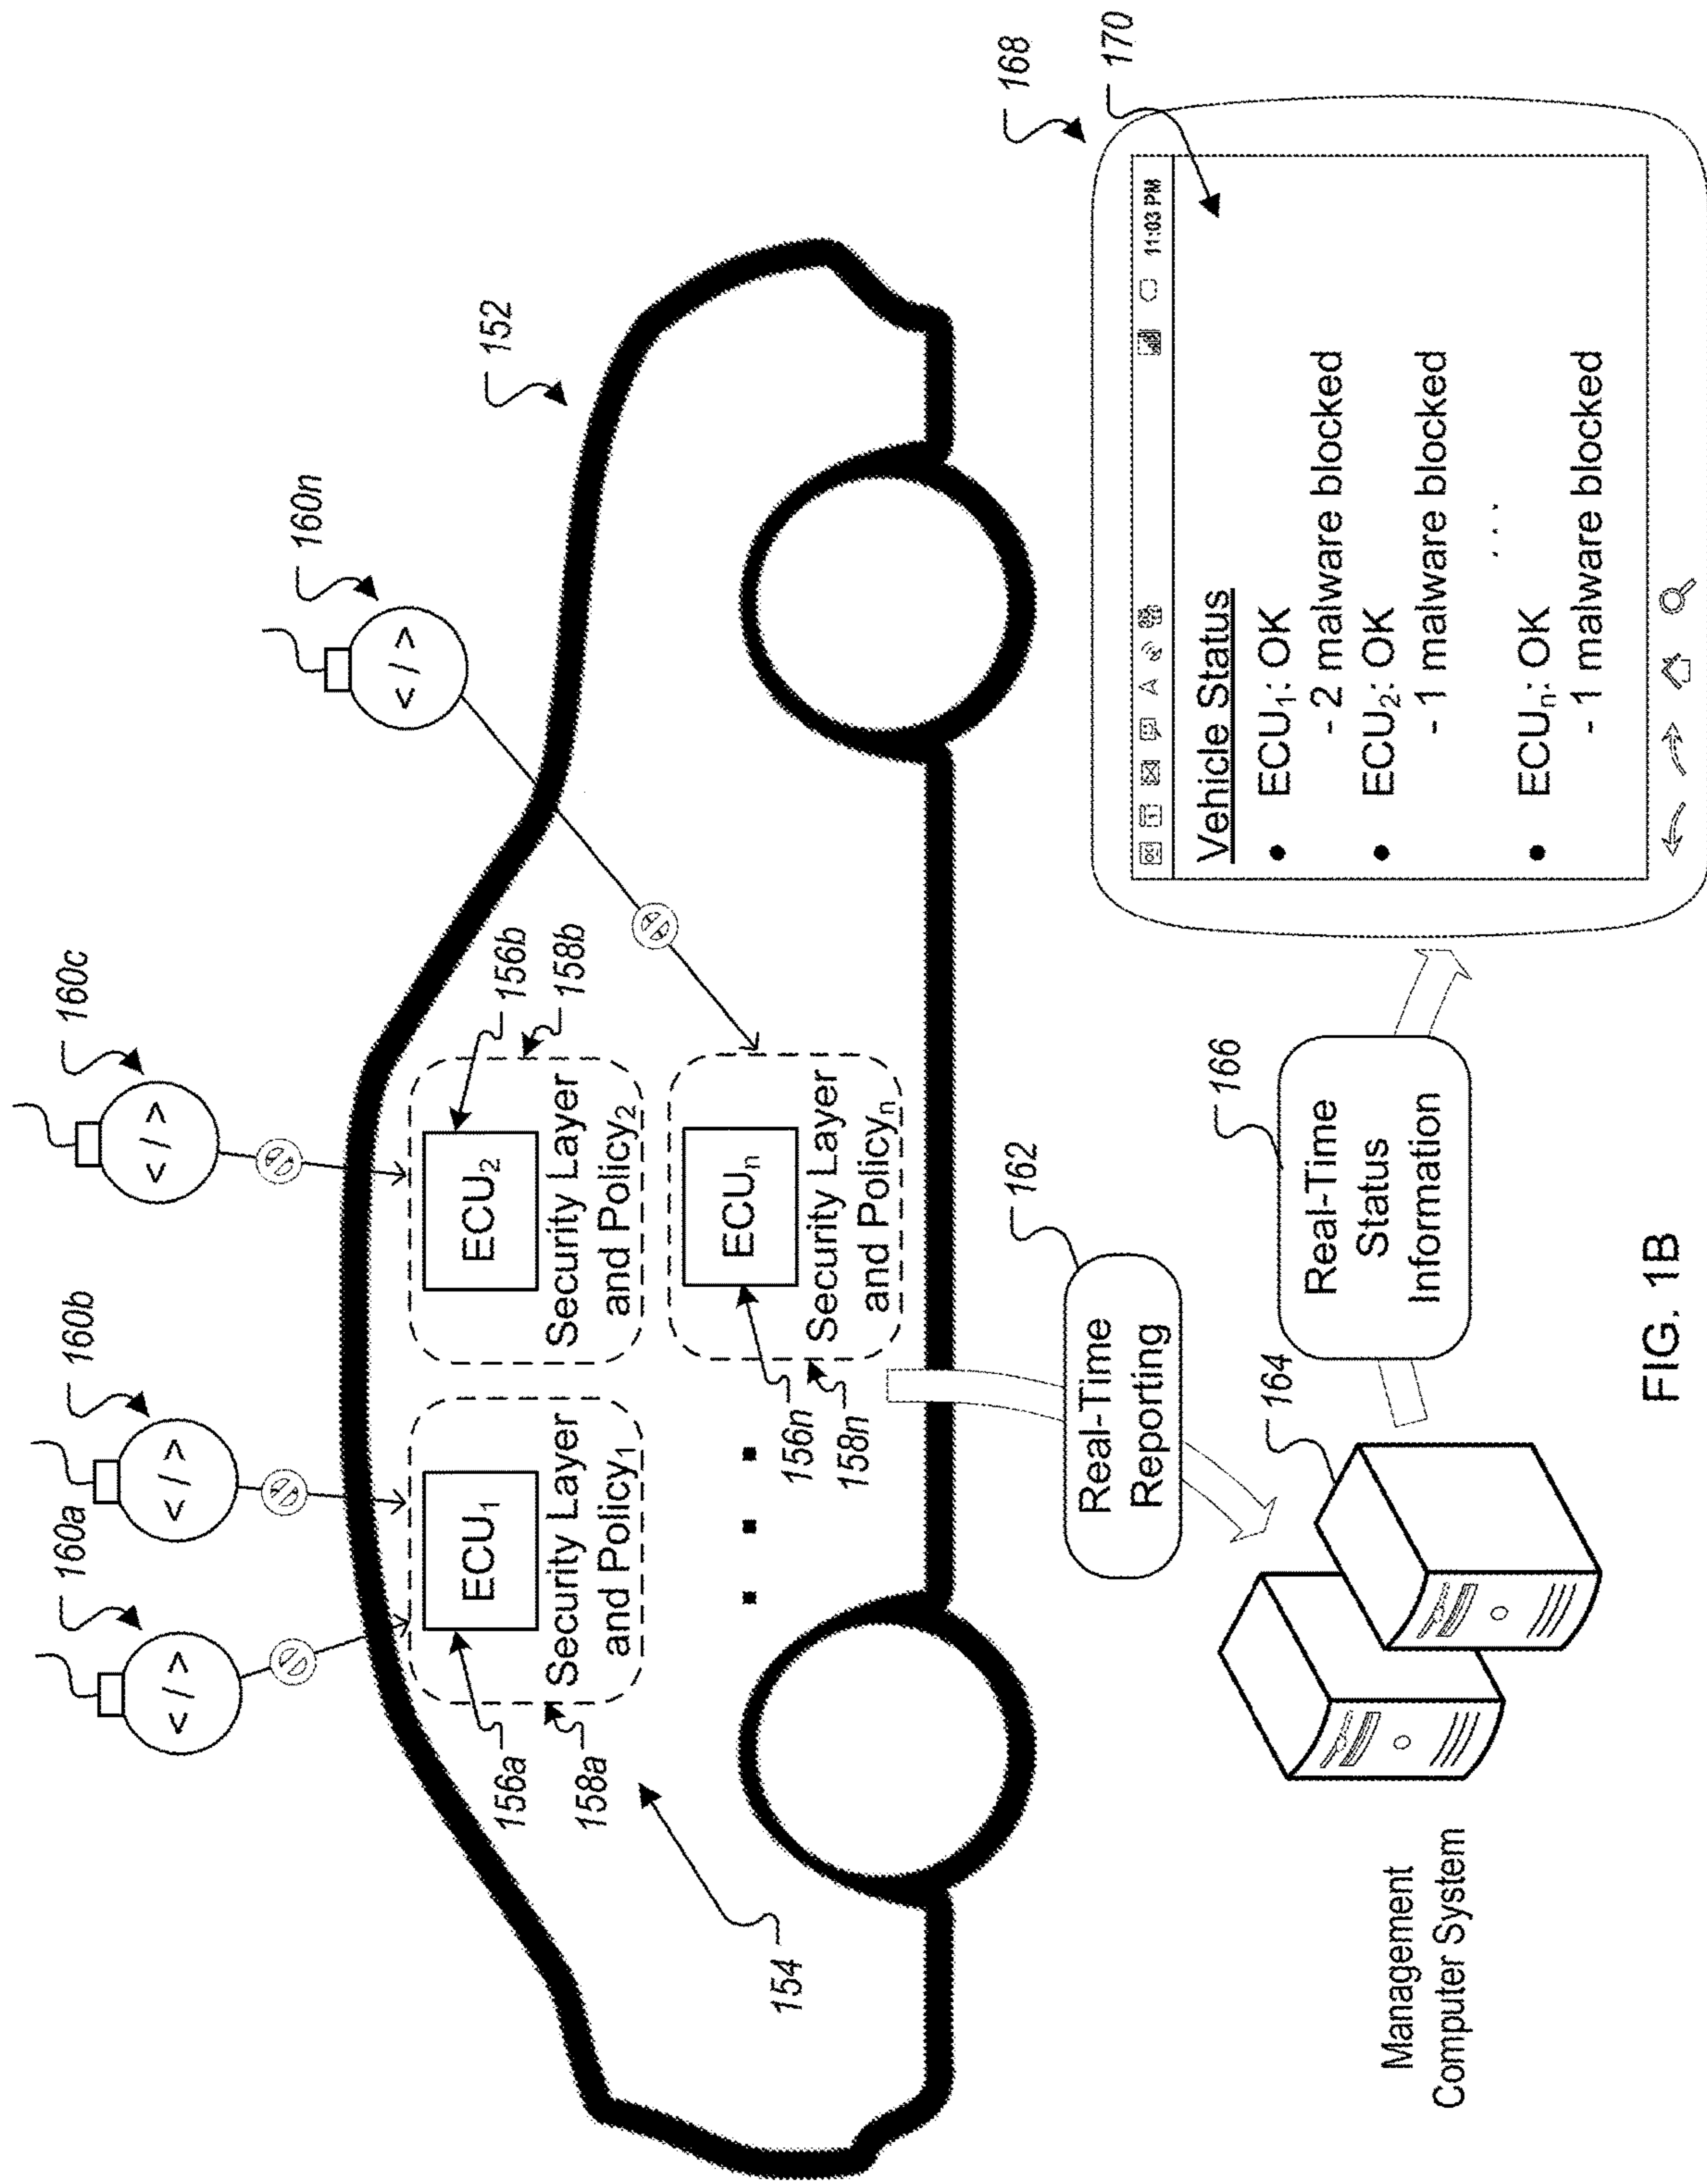 160a
160b
160c
160n
</>
</>
</>
</>
152
ECU₁
Security Layer
and Policy₁
ECU₂
Security Layer
and Policy₂
156a
158a
156b
158b
154
ECUₙ
Security Layer
and Policyₙ
156n
158n
162
Real-Time
Reporting
164
Management
Computer System
166
Real-Time
Status
Information
168
170
11:03 PM
Vehicle Status
• ECU₁: OK
- 2 malware blocked
• ECU₂: OK
- 1 malware blocked
. . .
• ECUₙ: OK
- 1 malware blocked
FIG. 1B